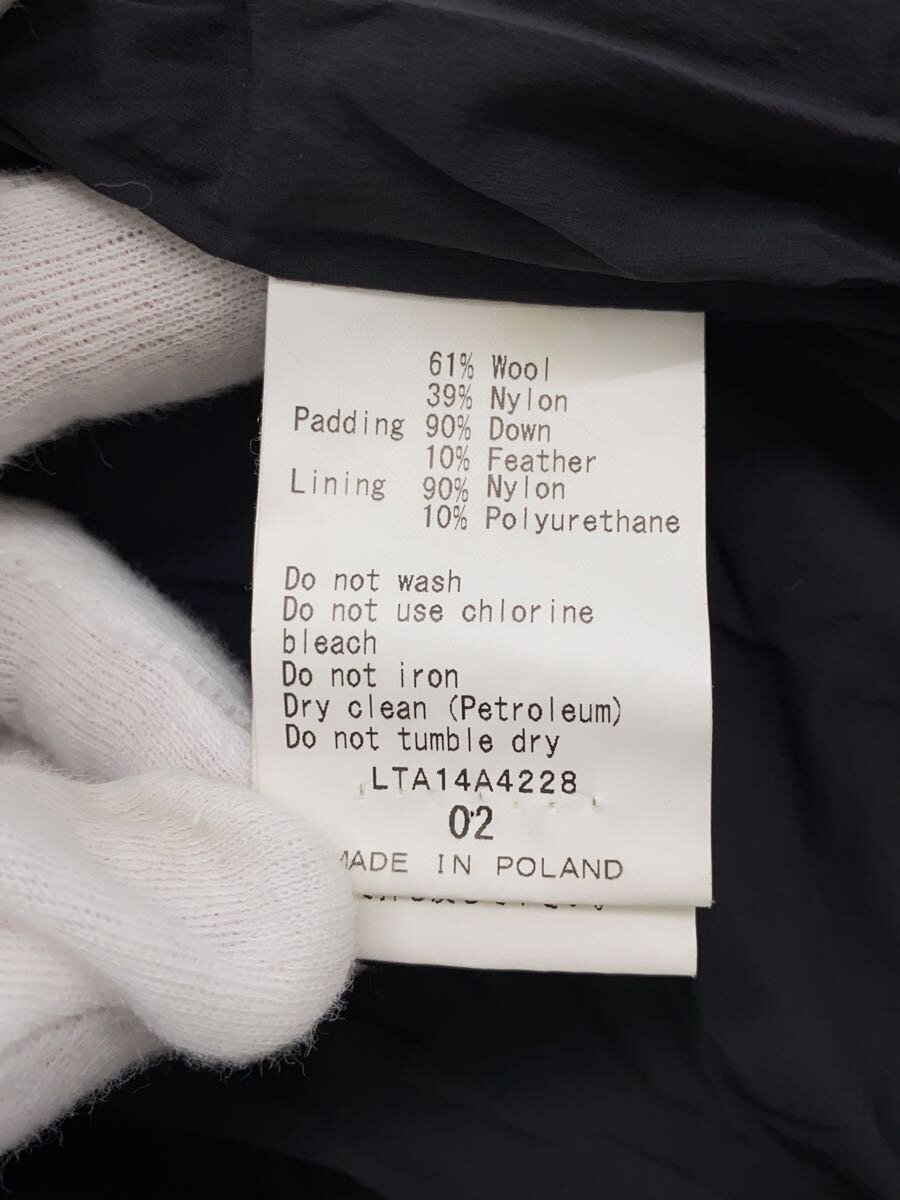 61% Wool
39% Nylon
Padding 90% Down
10% Feather
Lining 90% Nylon
10% Polyurethane
Do not wash
Do not use chlorine
bleach
Do not iron
Dry clean (Petroleum)
Do not tumble dry
LTA14A4228
02
MADE IN POLAND